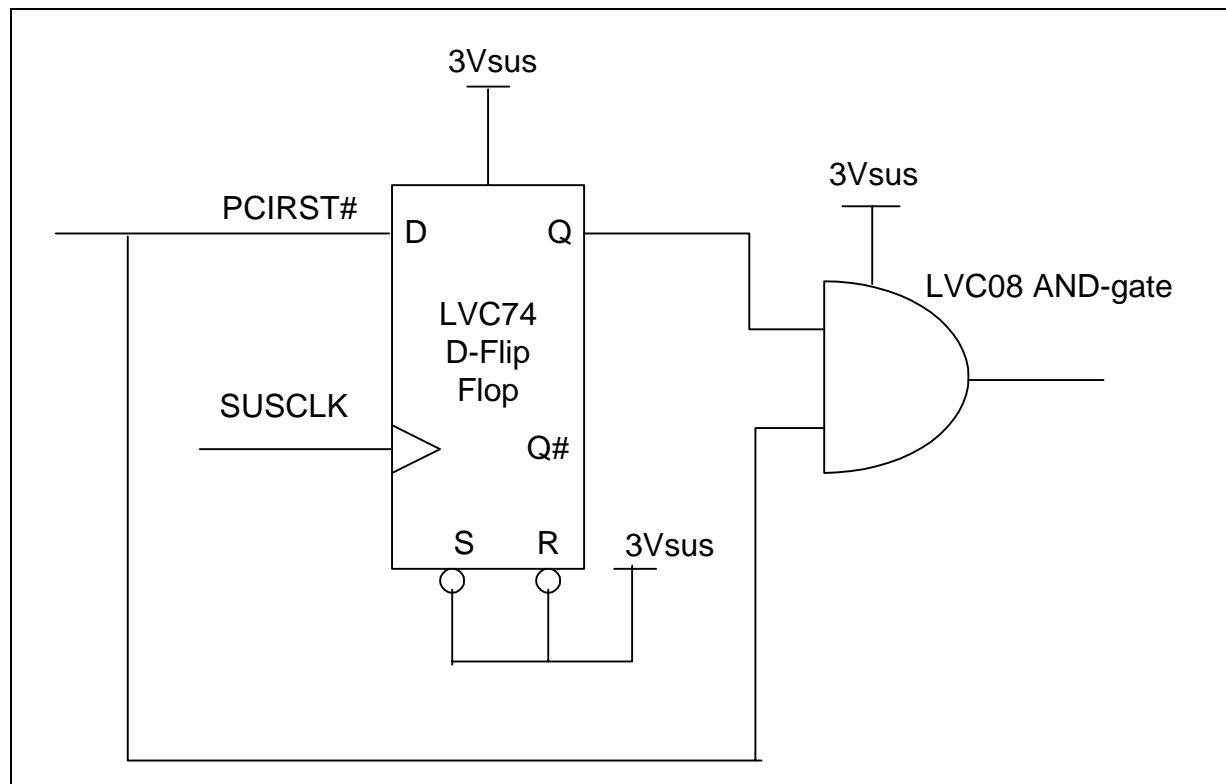 3Vsus
3Vsus
PCIRST#
D
Q
LVC08 AND-gate
LVC74
D-Flip
Flop
SUSCLK
Q#
S
R
3Vsus